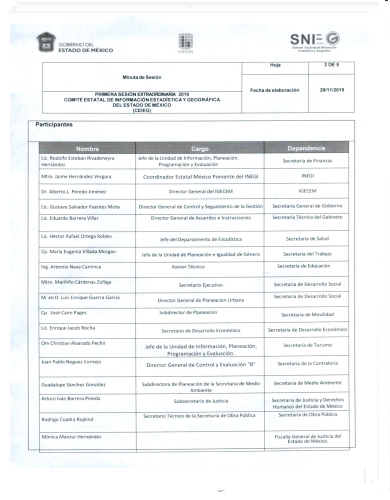 GOBIERNO DEL
ESTADO DE MÉXICO
SNIEG
Sistema Nacional de Información
Estadística y Geográfica
Minuta de Sesión
Hoja
2 DE 6
PRIMERA SESIÓN EXTRAORDINARIA 2019
COMITÉ ESTATAL DE INFORMACIÓN ESTADÍSTICA Y GEOGRÁFICA
DEL ESTADO DE MÉXICO
(CEIEG)
Fecha de elaboración
29/11/2019
Participantes
Nombre Cargo Dependencia
Lic. Rodolfo Esteban Rivadeneyra
Hernández
Jefe de la Unidad de Información, Planeación,
Programación y Evaluación
Secretaría de Finanzas
Mtro. Jaime Hernández Vergara
Coordinador Estatal México Poniente del INEGI
INEGI
Dr. Alberto L. Peredo Jiménez
Director General del IGECEM
IGECEM
Lic. Gustavo Salvador Fuentes Mota
Director General de Control y Seguimiento de la Gestión
Secretaría General de Gobierno
Lic. Eduardo Barrera Villar
Director General de Acuerdos e Instrucciones
Secretaría Técnica del Gabinete
Lic. Héctor Rafael Ortega Robles
Jefe del Departamento de Estadística
Secretaría de Salud
Cp. María Eugenia Villada Morgan
Jefa de la Unidad de Planeación e Igualdad de Género
Secretaría del Trabajo
Ing. Artemio Nava Cantinca
Asesor Técnico
Secretaría de Educación
Mtro. Cárdenas Zúñiga
Secretario Ejecutivo
Secretaría de Desarrollo Social
M. en D. Luis Enrique Guerra García
Director General de Planeación Urbana
Secretaría de Desarrollo Social
Cp. José Caire Pages
Subdirector de Planeación
Secretaría de Movilidad
Lic. Enrique Jacob Rocha
Secretario de Desarrollo Económico
Secretaría de Desarrollo Económico
Om Christian Alvarado Pechir
Jefe de la Unidad de Información, Planeación,
Programación y Evaluación
Secretaría de Turismo
Juan Pablo Noguez Cornejo
Director General de Control y Evaluación "B"
Secretaría de la Contraloría
Guadalupe Sánchez González
Subdirectora de Planeación de la Secretaría de Medio
Ambiente
Secretaría de Medio Ambiente
Arturo Iván Barrera Pineda
Subsecretario de Justicia
Secretaría de Justicia y Derechos
Humanos del Estado de México
Rodrigo Cuadra Rojkind
Secretario Técnico de la Secretaría de Obra Pública
Secretaría de Obra Pública
Mónica Manzur Hernández
Fiscalía General de Justicia del
Estado de México